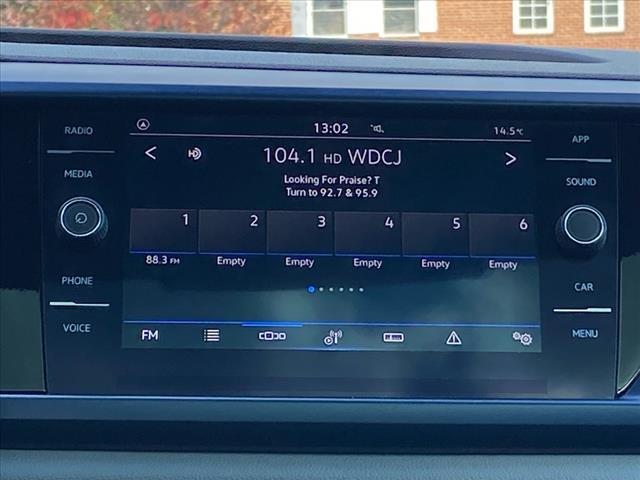 RADIO
MEDIA
PHONE
VOICE
13:02
14.5°C
104.1 HD WDCJ
Looking For Praise? T
Turn to 92.7 & 95.9
1 2 3 4 5 6
88.3 FM Empty Empty Empty Empty Empty
FM
APP
SOUND
CAR
MENU